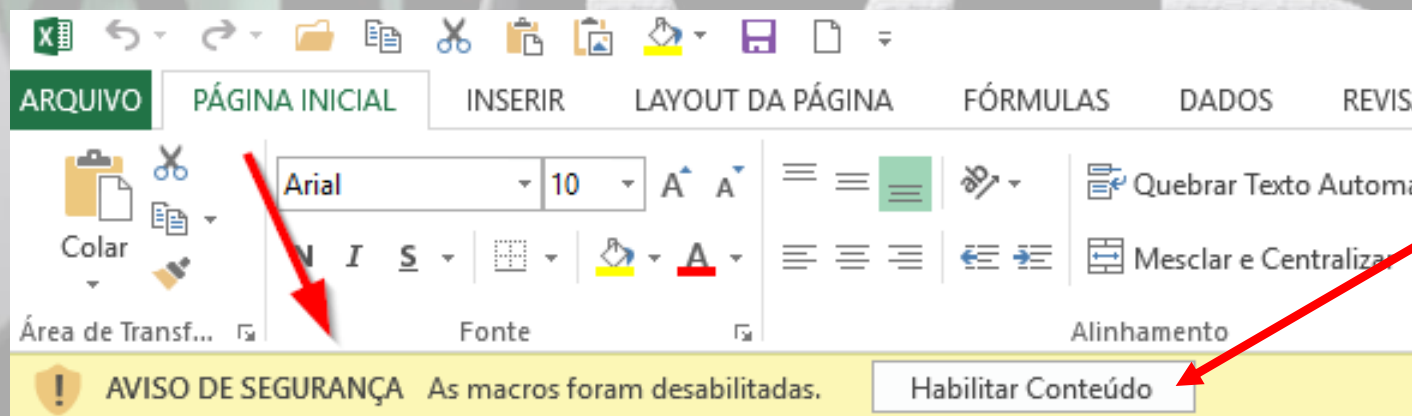 ARQUIVO PÁGINA INICIAL INSERIR LAYOUT DA PÁGINA FÓRMULAS DADOS
Arial 10 A A Quebrar Texto
Colar N I S A Mesclar e Centralizar
Área de Transf... Fonte Alinhamento
! AVISO DE SEGURANÇA As macros foram desabilitadas. Habilitar Conteúdo